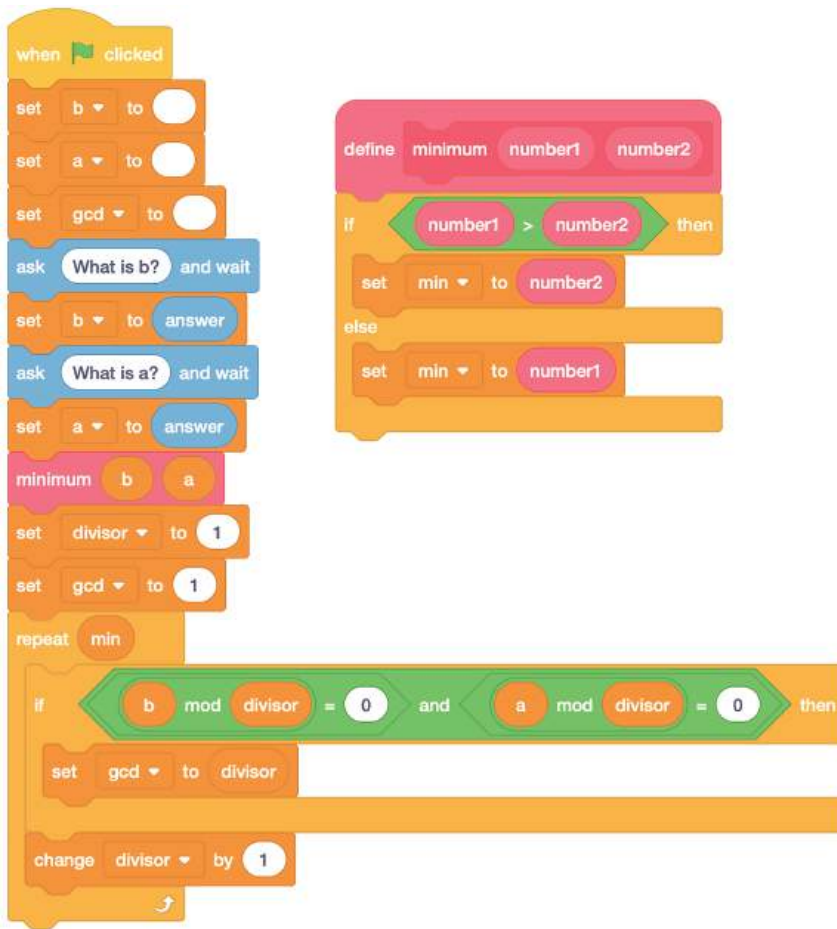 when clicked
set b to
set a to
set gcd to
ask What is b? and wait
set b to answer
ask What is a? and wait
set a to answer
minimum b a
set divisor to 1
set gcd to 1
repeat min
if b mod divisor = 0 and a mod divisor = 0 then
set gcd to divisor
change divisor by 1
define minimum number1 number2
if number1 > number2 then
set min to number2
else
set min to number1